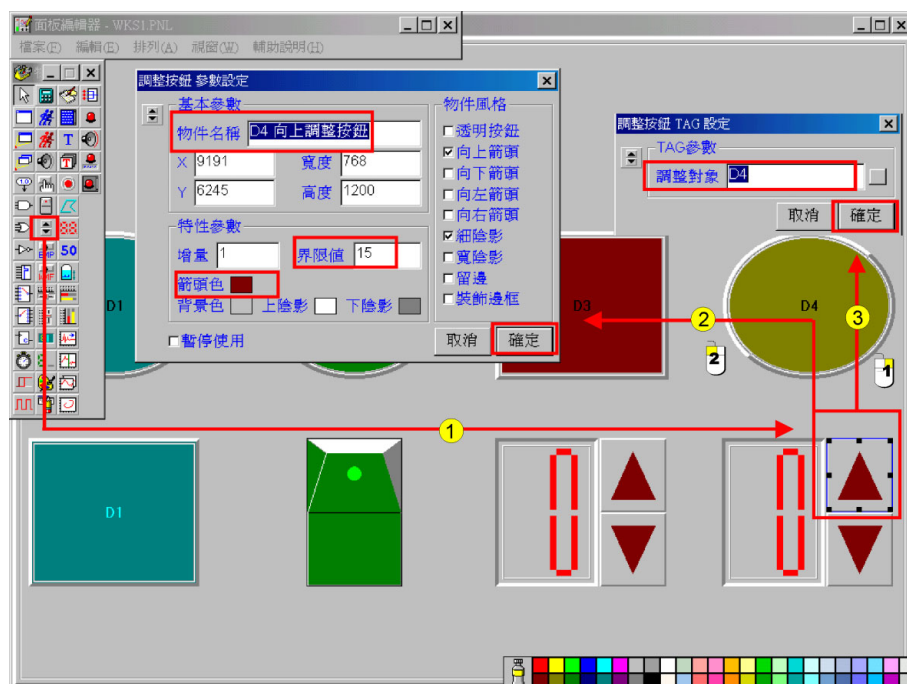 面板編輯器 - WKS1.PNL
檔案(F) 編輯(E) 排列(A) 視窗(W) 輔助說明(H)
調整按鈕 參數設定
基本參數
物件名稱 D4 向上調整按鈕
X 9191 寬度 768
Y 6245 高度 1200
特性參數
增量 1 界限值 15
箭頭色
背景色 上陰影 下陰影
暫停使用
物件風格
透明按鈕
向上箭頭
向下箭頭
向左箭頭
向右箭頭
細陰影
寬陰影
留邊
裝飾邊框
取消 確定
調整按鈕 TAG 設定
TAG參數
調整對象 D4
取消 確定
T
50
D1
D3
D4
2
3
2
1
1
D1
0
0